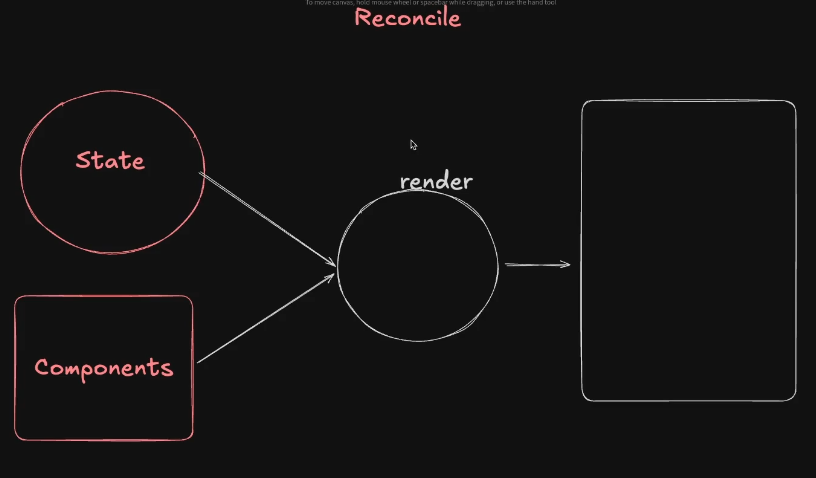 To move canvas, hold mouse wheel or spacebar while dragging, or use the hand tool
Reconcile
State
render
Components